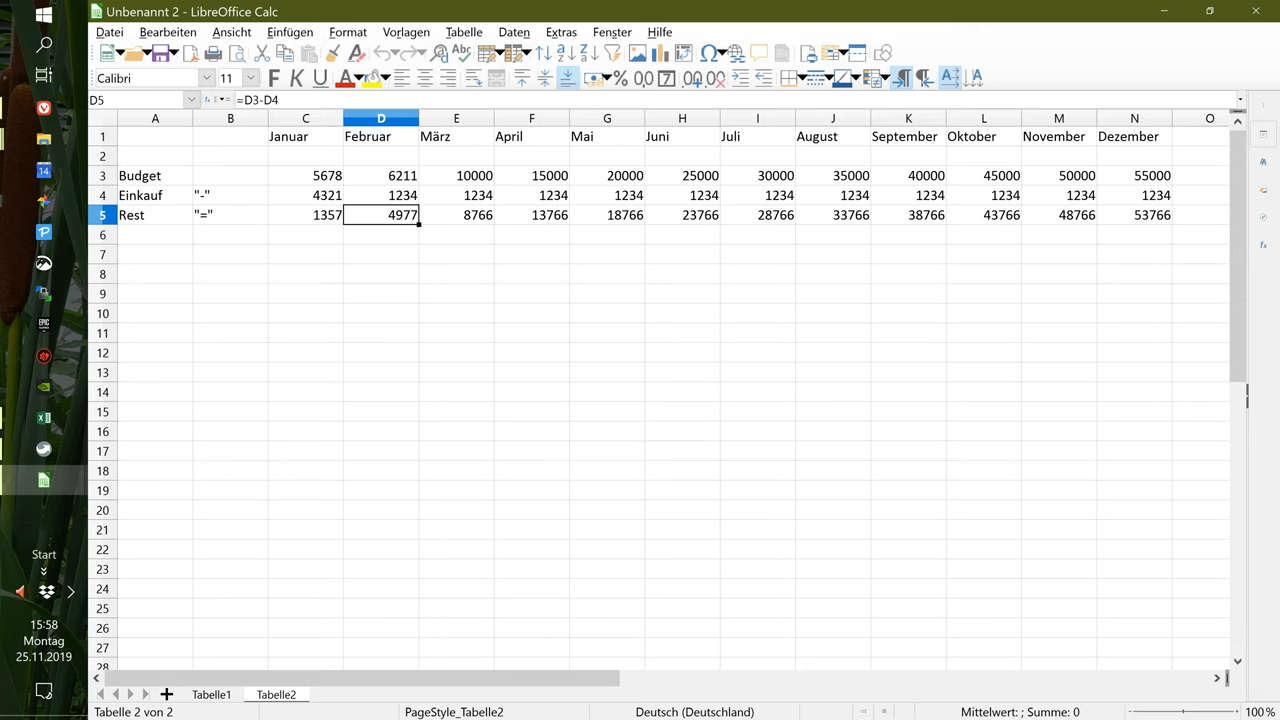 Unbenannt 2 - LibreOffice Calc
Datei Bearbeiten Ansicht Einfügen Format Vorlagen Tabelle Daten Extras Fenster Hilfe
Calibri 11 F K U
D5 =D3-D4
A B C D E F G H I J K L M N O
1 Januar Februar März April Mai Juni Juli August September Oktober November Dezember
2
3 Budget 5678 6211 10000 15000 20000 25000 30000 35000 40000 45000 50000 55000
4 Einkauf "-" 4321 1234 1234 1234 1234 1234 1234 1234 1234 1234 1234 1234
5 Rest "=" 1357 4977 8766 13766 18766 23766 28766 33766 38766 43766 48766 53766
6
7
8
9
10
11
12
13
14
15
16
17
18
19
20
21
22
23
24
25
26
27
28
Tabelle1 Tabelle2
Tabelle 2 von 2 PageStyle_Tabelle2 Deutsch (Deutschland) Mittelwert: ; Summe: 0 100%
14
EPIC
Start
15:58
Montag
25.11.2019